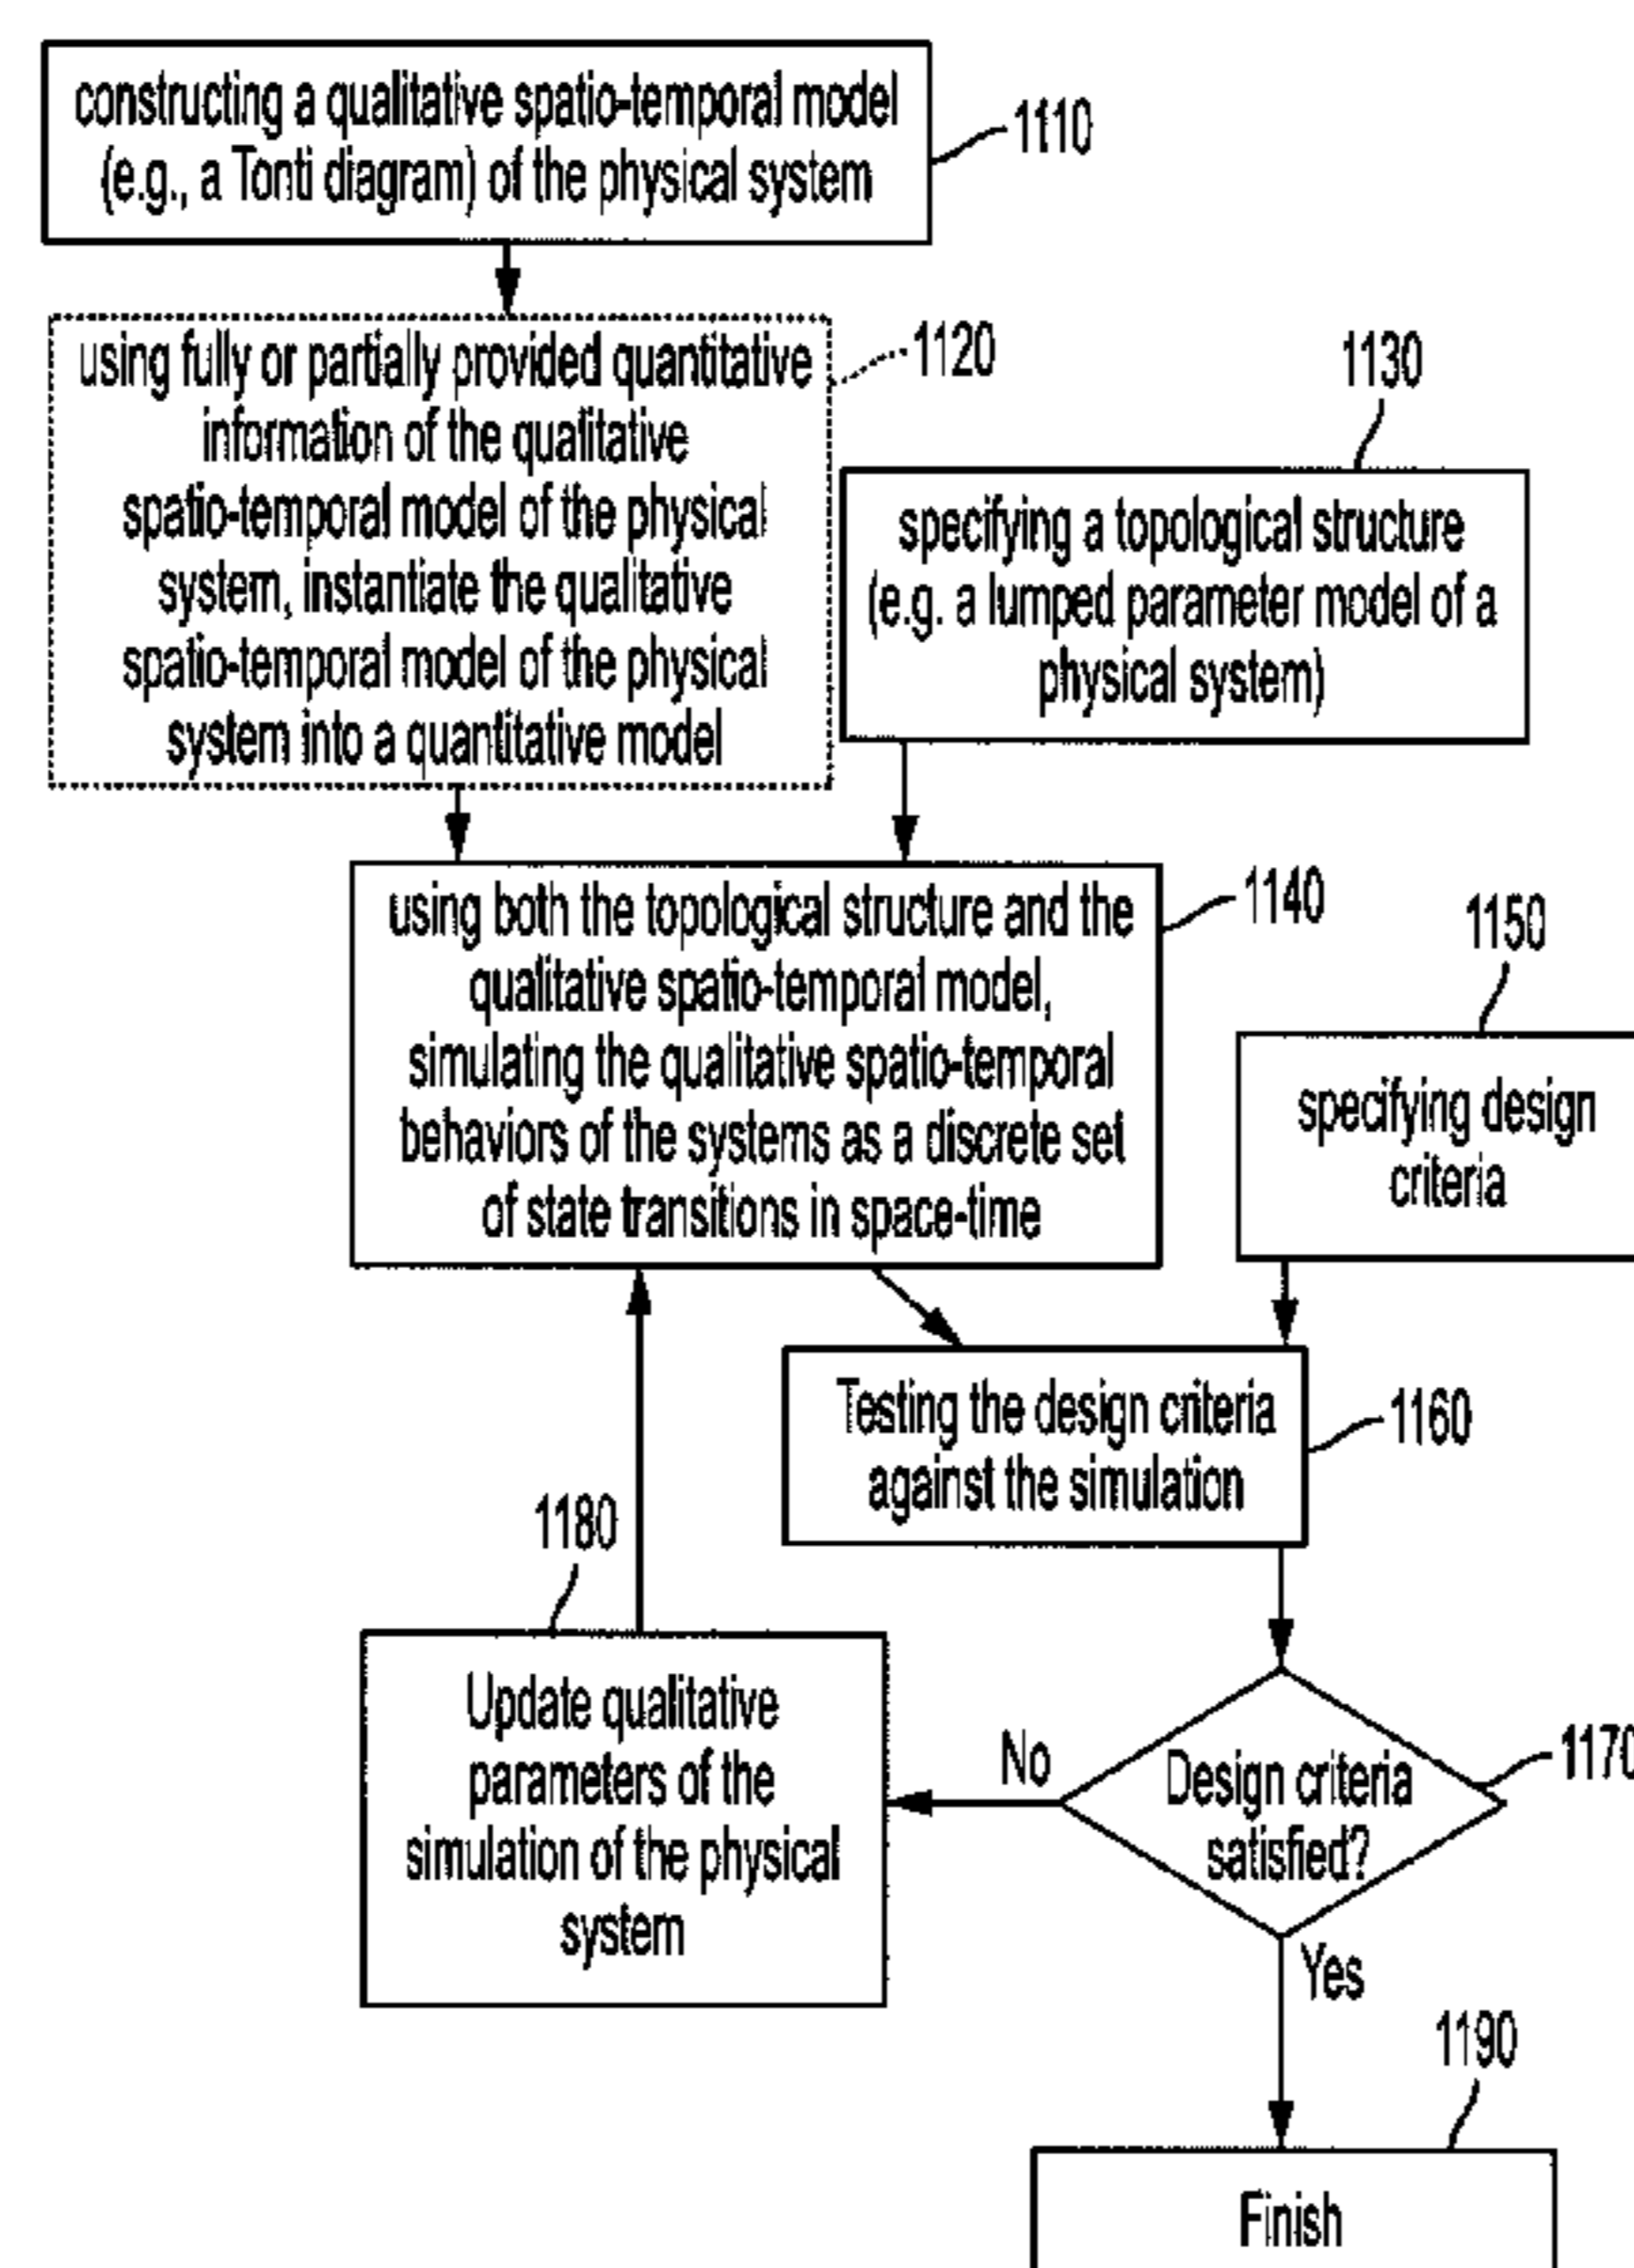 constructing a qualitative spatio-temporal model
(e.g., a Tonti diagram) of the physical system
1110
using fully or partially provided quantitative
information of the qualitative
spatio-temporal model of the physical
system, instantiate the qualitative
spatio-temporal model of the physical
system into a quantitative model
1120
1130
specifying a topological structure
(e.g. a lumped parameter model of a
physical system)
using both the topological structure and the
qualitative spatio-temporal model,
simulating the qualitative spatio-temporal
behaviors of the systems as a discrete set
of state transitions in space-time
1140
1150
specifying design
criteria
Testing the design criteria
against the simulation
1160
1180
Update qualitative
parameters of the
simulation of the physical
system
No
Design criteria
satisfied?
1170
Yes
1190
Finish